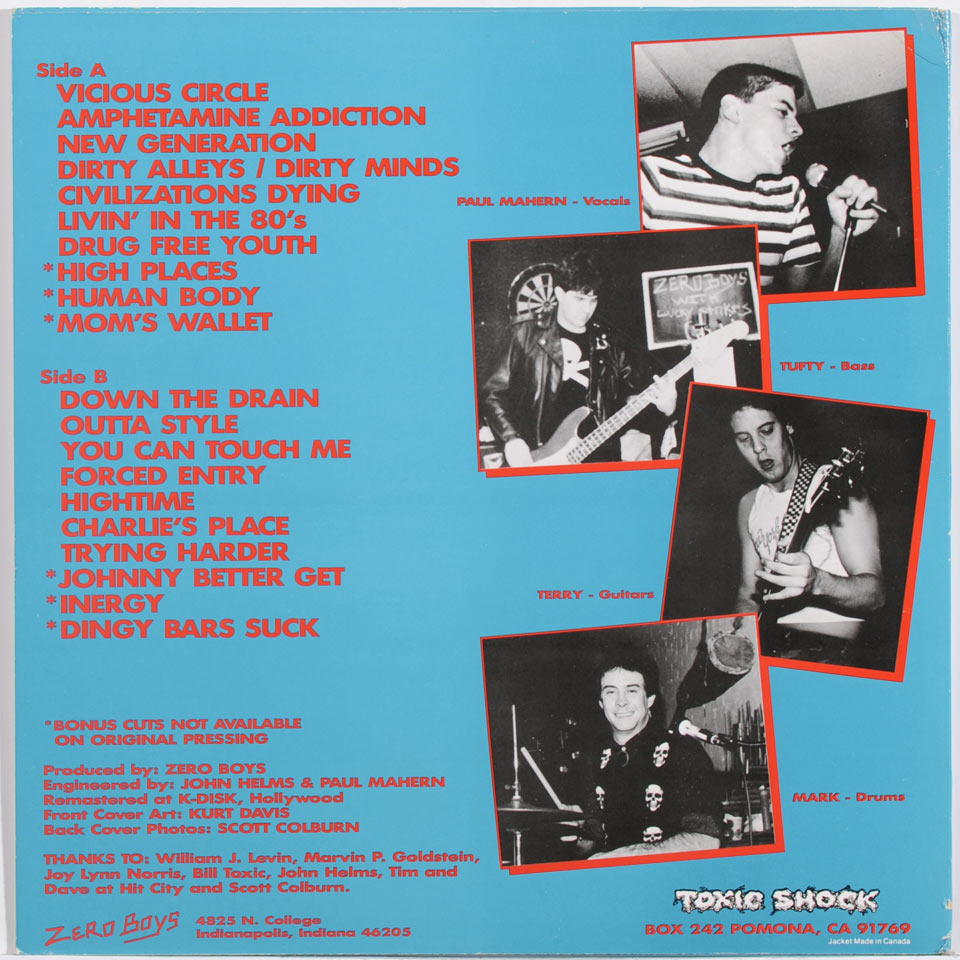 Side A
VICIOUS CIRCLE
AMPHETAMINE ADDICTION
NEW GENERATION
DIRTY ALLEYS / DIRTY MINDS
CIVILIZATIONS DYING
LIVIN' IN THE 80's
DRUG FREE YOUTH
*HIGH PLACES
*HUMAN BODY
*MOM'S WALLET
Side B
DOWN THE DRAIN
OUTTA STYLE
YOU CAN TOUCH ME
FORCED ENTRY
HIGHTIME
CHARLIE'S PLACE
TRYING HARDER
*JOHNNY BETTER GET
*INERGY
*DINGY BARS SUCK
*BONUS CUTS NOT AVAILABLE
ON ORIGINAL PRESSING
Produced by: ZERO BOYS
Engineered by: JOHN HELMS & PAUL MAHERN
Remastered at K-DISK, Hollywood
Front Cover Art: KURT DAVIS
Back Cover Photos: SCOTT COLBURN
THANKS TO: William J. Levin, Marvin P. Goldstein,
Joy Lynn Norris, Bill Toxic, John Helms, Tim and
Dave at Hit City and Scott Colburn.
ZERO BOYS
4825 N. College
Indianapolis, Indiana 46205
PAUL MAHERN - Vocals
ZERO BOYS
WITH
TUFTY - Bass
TERRY - Guitars
MARK - Drums
TOXIC SHOCK
BOX 242 POMONA, CA 91769
Jacket Made in Canada